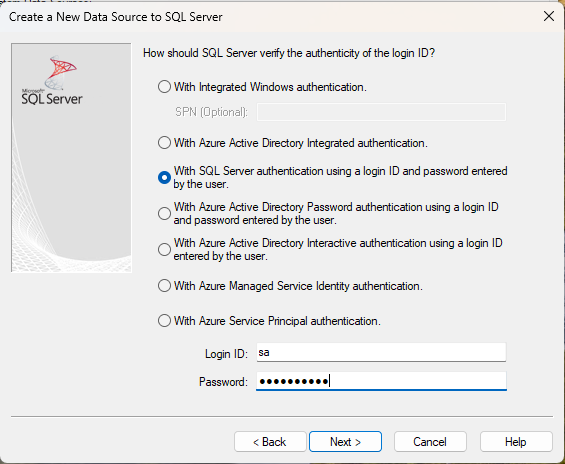 Create a New Data Source to SQL Server
How should SQL Server verify the authenticity of the login ID?
Microsoft
SQL Server
With Integrated Windows authentication.
SPN (Optional):
With Azure Active Directory Integrated authentication.
With SQL Server authentication using a login ID and password entered
by the user.
With Azure Active Directory Password authentication using a login ID
and password entered by the user.
With Azure Active Directory Interactive authentication using a login ID
entered by the user.
With Azure Managed Service Identity authentication.
With Azure Service Principal authentication.
Login ID: sa
Password: ●●●●●●●●●●
< Back Next > Cancel Help